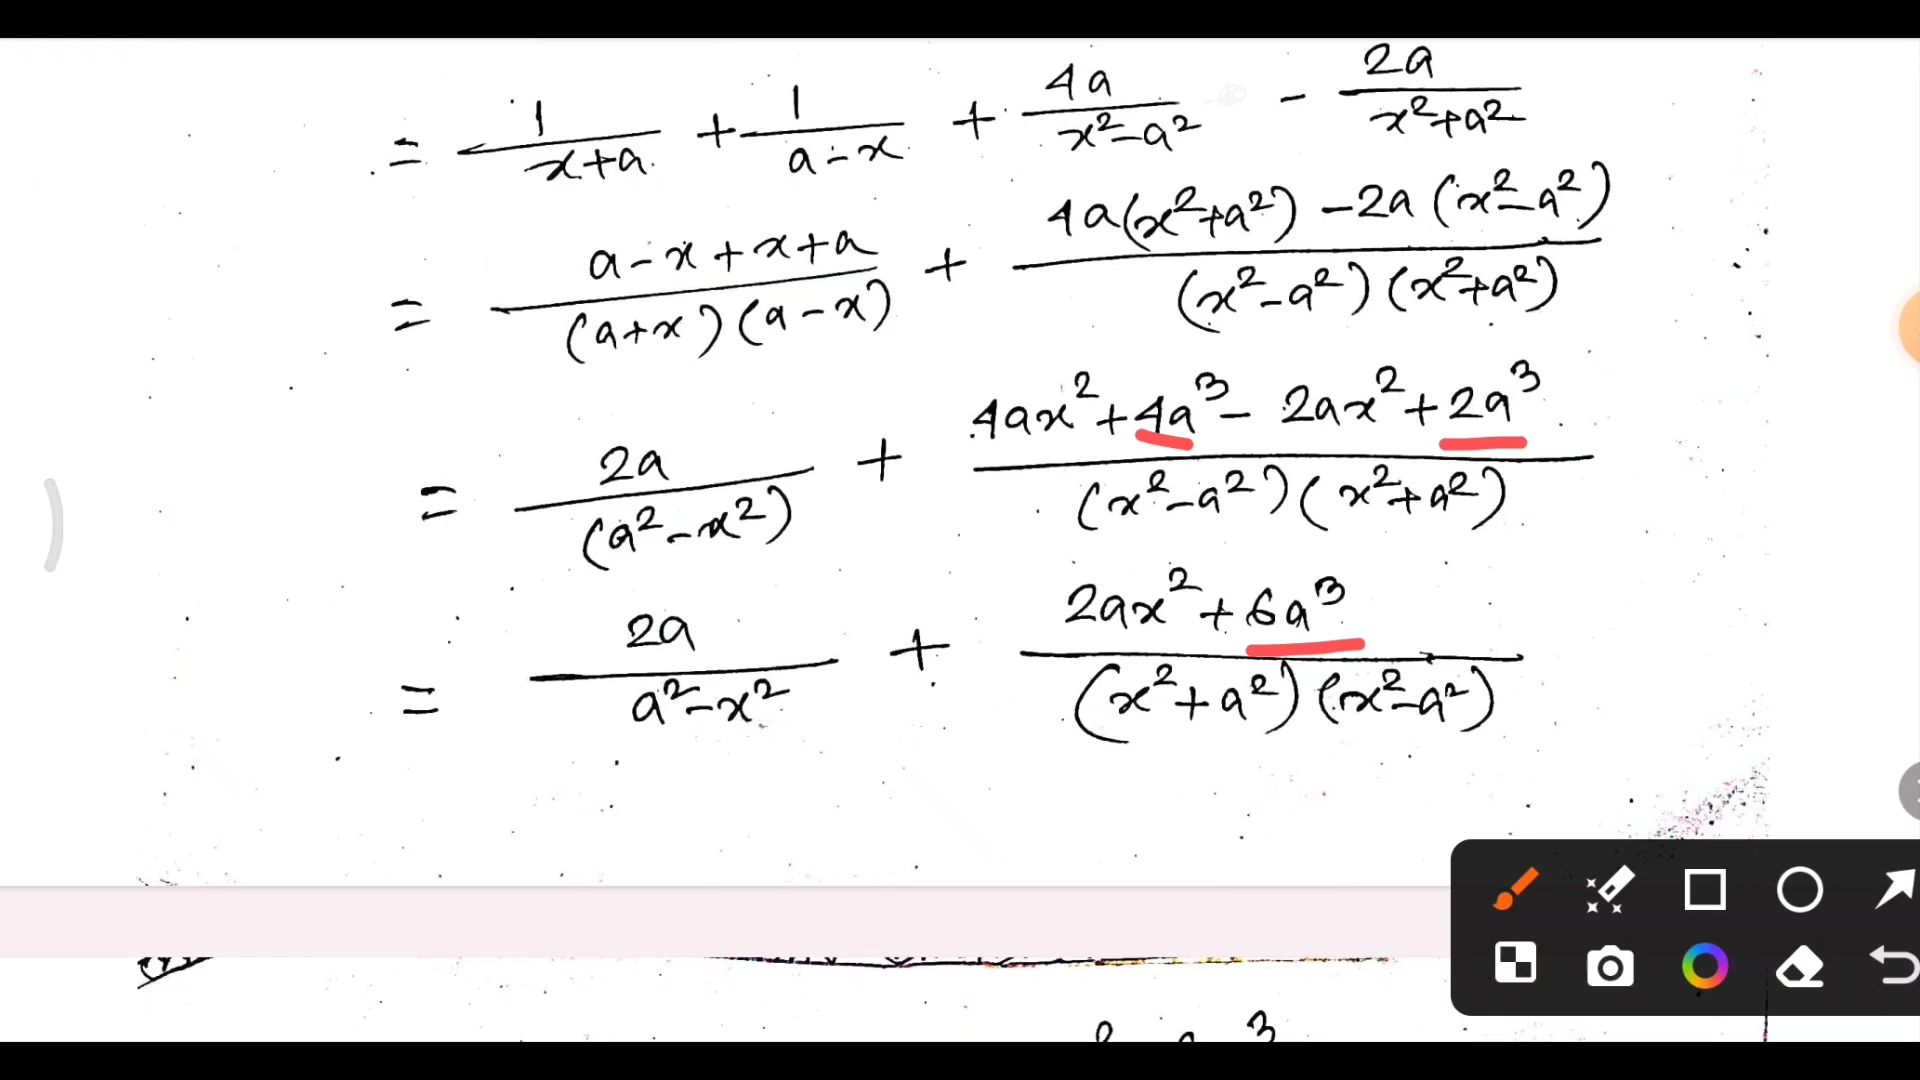 = 1/(x+a) + 1/(a-x) + 4a/(x²-a²) - 2a/(x²+a²)
= (a-x+x+a)/((a+x)(a-x)) + (4a(x²+a²) -2a(x²-a²))/((x²-a²)(x²+a²))
= 2a/(a²-x²) + (4ax²+4a³-2ax²+2a³)/((x²-a²)(x²+a²))
= 2a/(a²-x²) + (2ax²+6a³)/((x²+a²)(x²-a²))